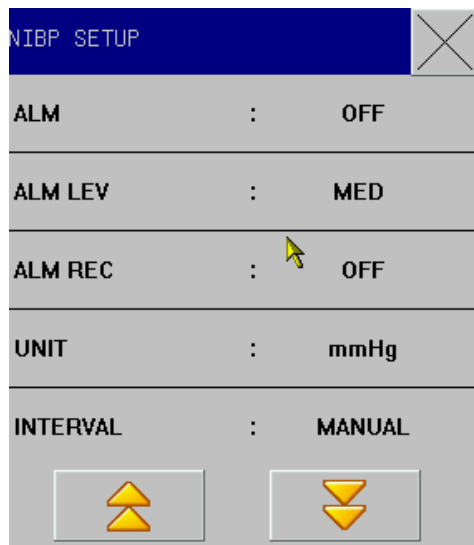 NIBP SETUP
ALM : OFF
ALM LEV : MED
ALM REC : OFF
UNIT : mmHg
INTERVAL : MANUAL